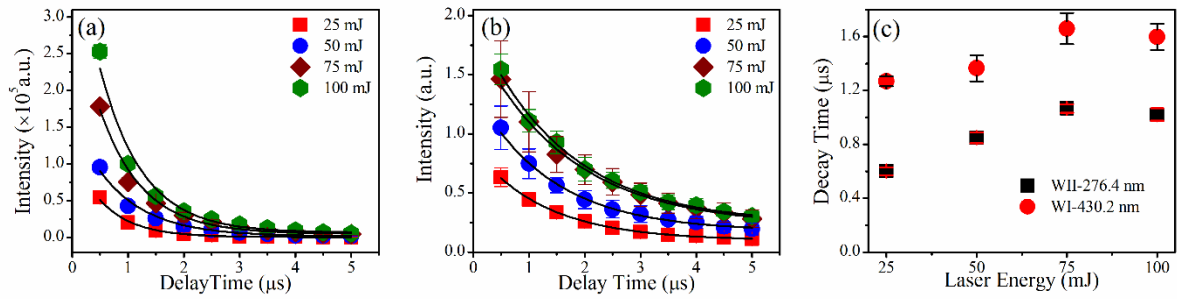 (a)
25 mJ
50 mJ
75 mJ
100 mJ
Intensity (×10⁵a.u.)
3.0
2.5
2.0
1.5
1.0
0.5
0.0
0 1 2 3 4 5
DelayTime (μs)
(b)
25 mJ
50 mJ
75 mJ
100 mJ
Intensity (a.u.)
2.0
1.5
1.0
0.5
0.0
0 1 2 3 4 5
Delay Time (μs)
(c)
Decay Time (μs)
1.8
1.2
0.6
0.0
WII-276.4 nm
WI-430.2 nm
25 50 75 100
Laser Energy (mJ)